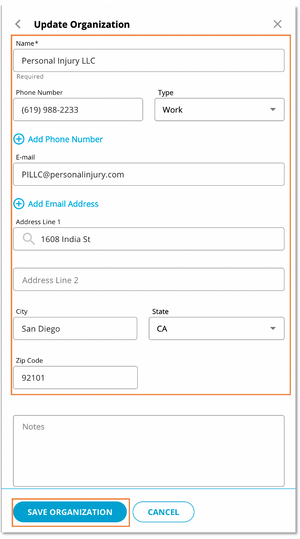 Update Organization
Name*
Personal Injury LLC
Required
Phone Number Type
(619) 988-2233 Work
Add Phone Number
E-mail
PILLC@personalinjury.com
Add Email Address
Address Line 1
1608 India St
Address Line 2
City State
San Diego CA
Zip Code
92101
Notes
SAVE ORGANIZATION CANCEL